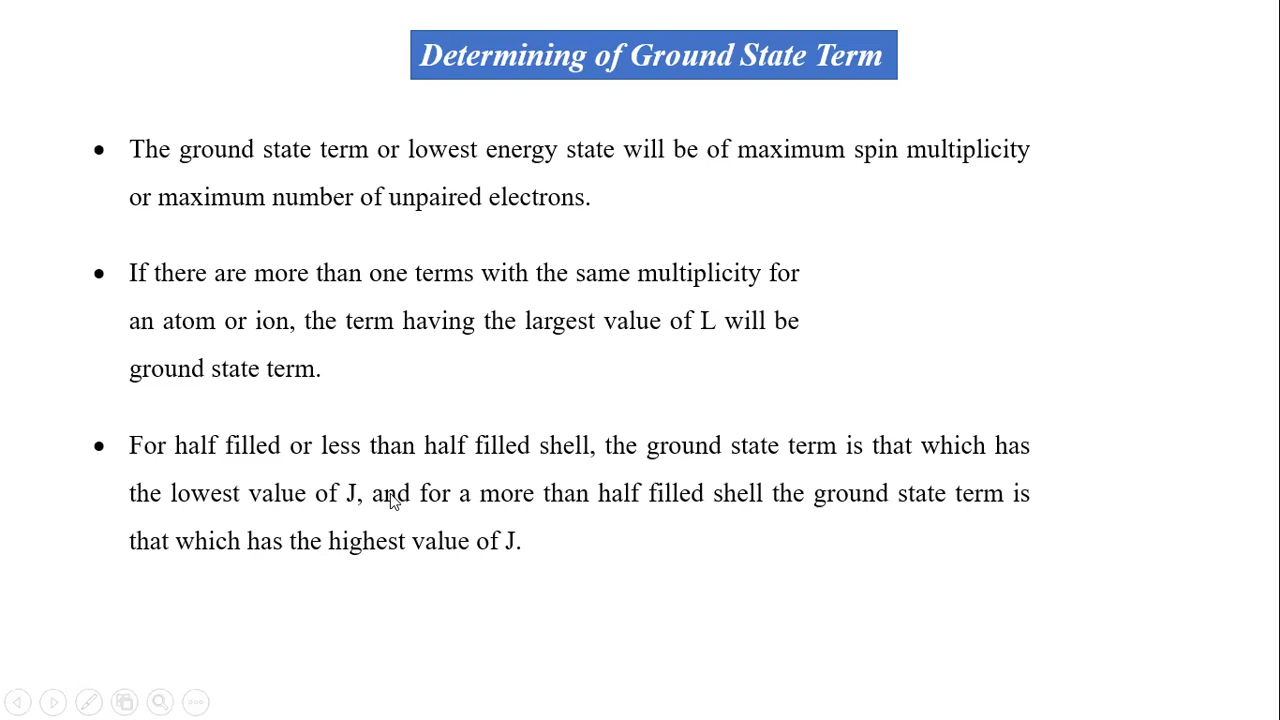 Determining of Ground State Term
• The ground state term or lowest energy state will be of maximum spin multiplicity
or maximum number of unpaired electrons.
• If there are more than one terms with the same multiplicity for
an atom or ion, the term having the largest value of L will be
ground state term.
• For half filled or less than half filled shell, the ground state term is that which has
the lowest value of J, and for a more than half filled shell the ground state term is
that which has the highest value of J.